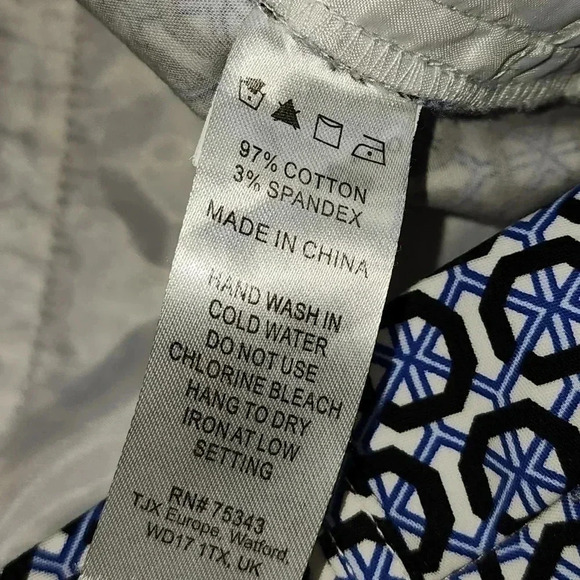 97% COTTON
3% SPANDEX
MADE IN CHINA
HAND WASH IN
COLD WATER
DO NOT USE
CHLORINE BLEACH
HANG TO DRY
IRON AT LOW
SETTING
RN# 75343
TJX Europe, Watford,
WD17 1TX, UK